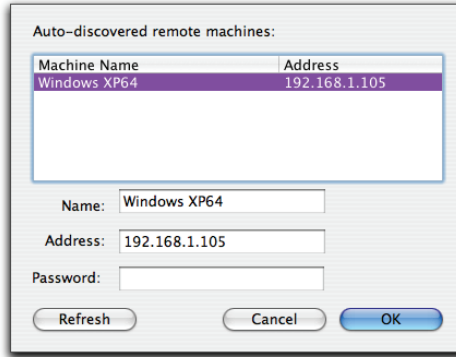 Auto-discovered remote machines:
Machine Name Address
Windows XP64 192.168.1.105
Name: Windows XP64
Address: 192.168.1.105
Password:
Refresh Cancel OK